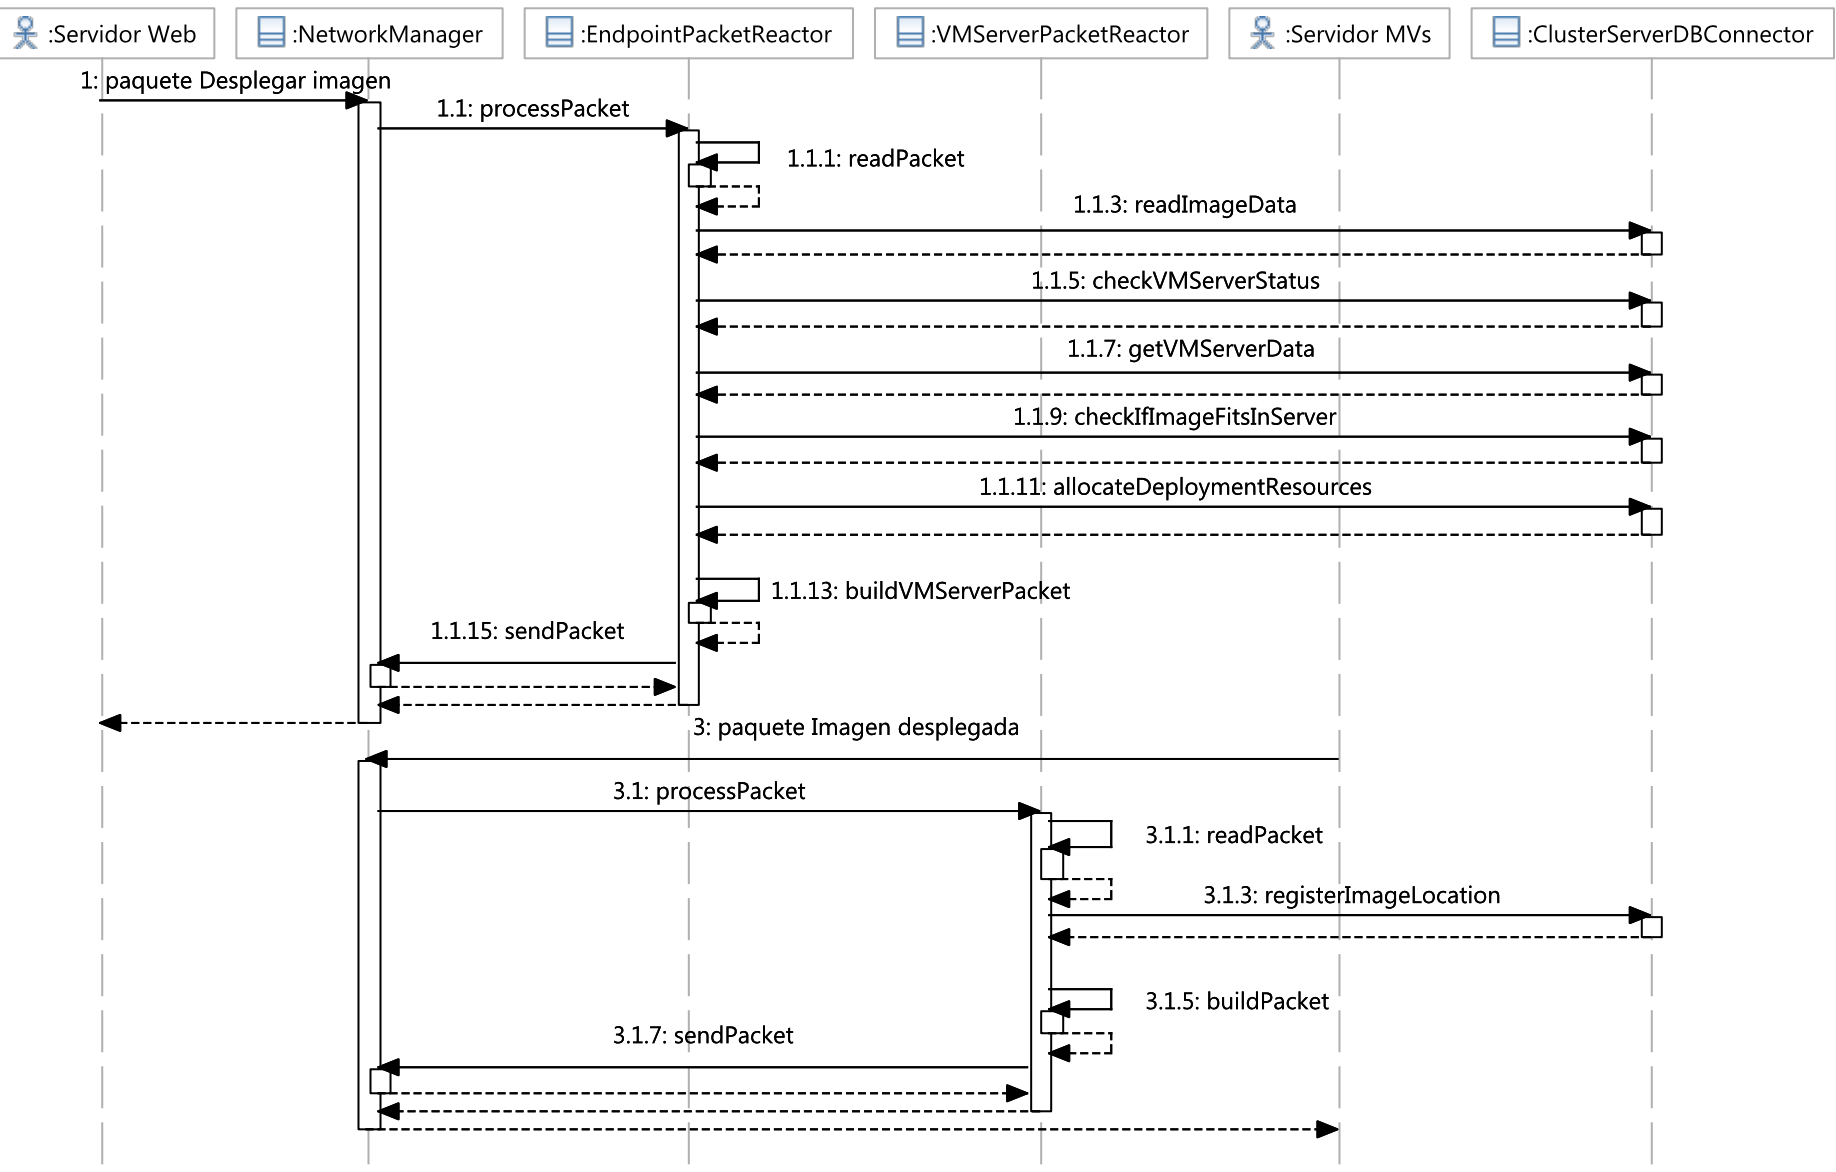 :Servidor Web
:NetworkManager
:EndpointPacketReactor
:VMServerPacketReactor
:Servidor MVs
:ClusterServerDBConnector
1: paquete Desplegar imagen
1.1: processPacket
1.1.1: readPacket
1.1.3: readImageData
1.1.5: checkVMServerStatus
1.1.7: getVMServerData
1.1.9: checkIfImageFitsInServer
1.1.11: allocateDeploymentResources
1.1.13: buildVMServerPacket
1.1.15: sendPacket
3: paquete Imagen desplegada
3.1: processPacket
3.1.1: readPacket
3.1.3: registerImageLocation
3.1.5: buildPacket
3.1.7: sendPacket